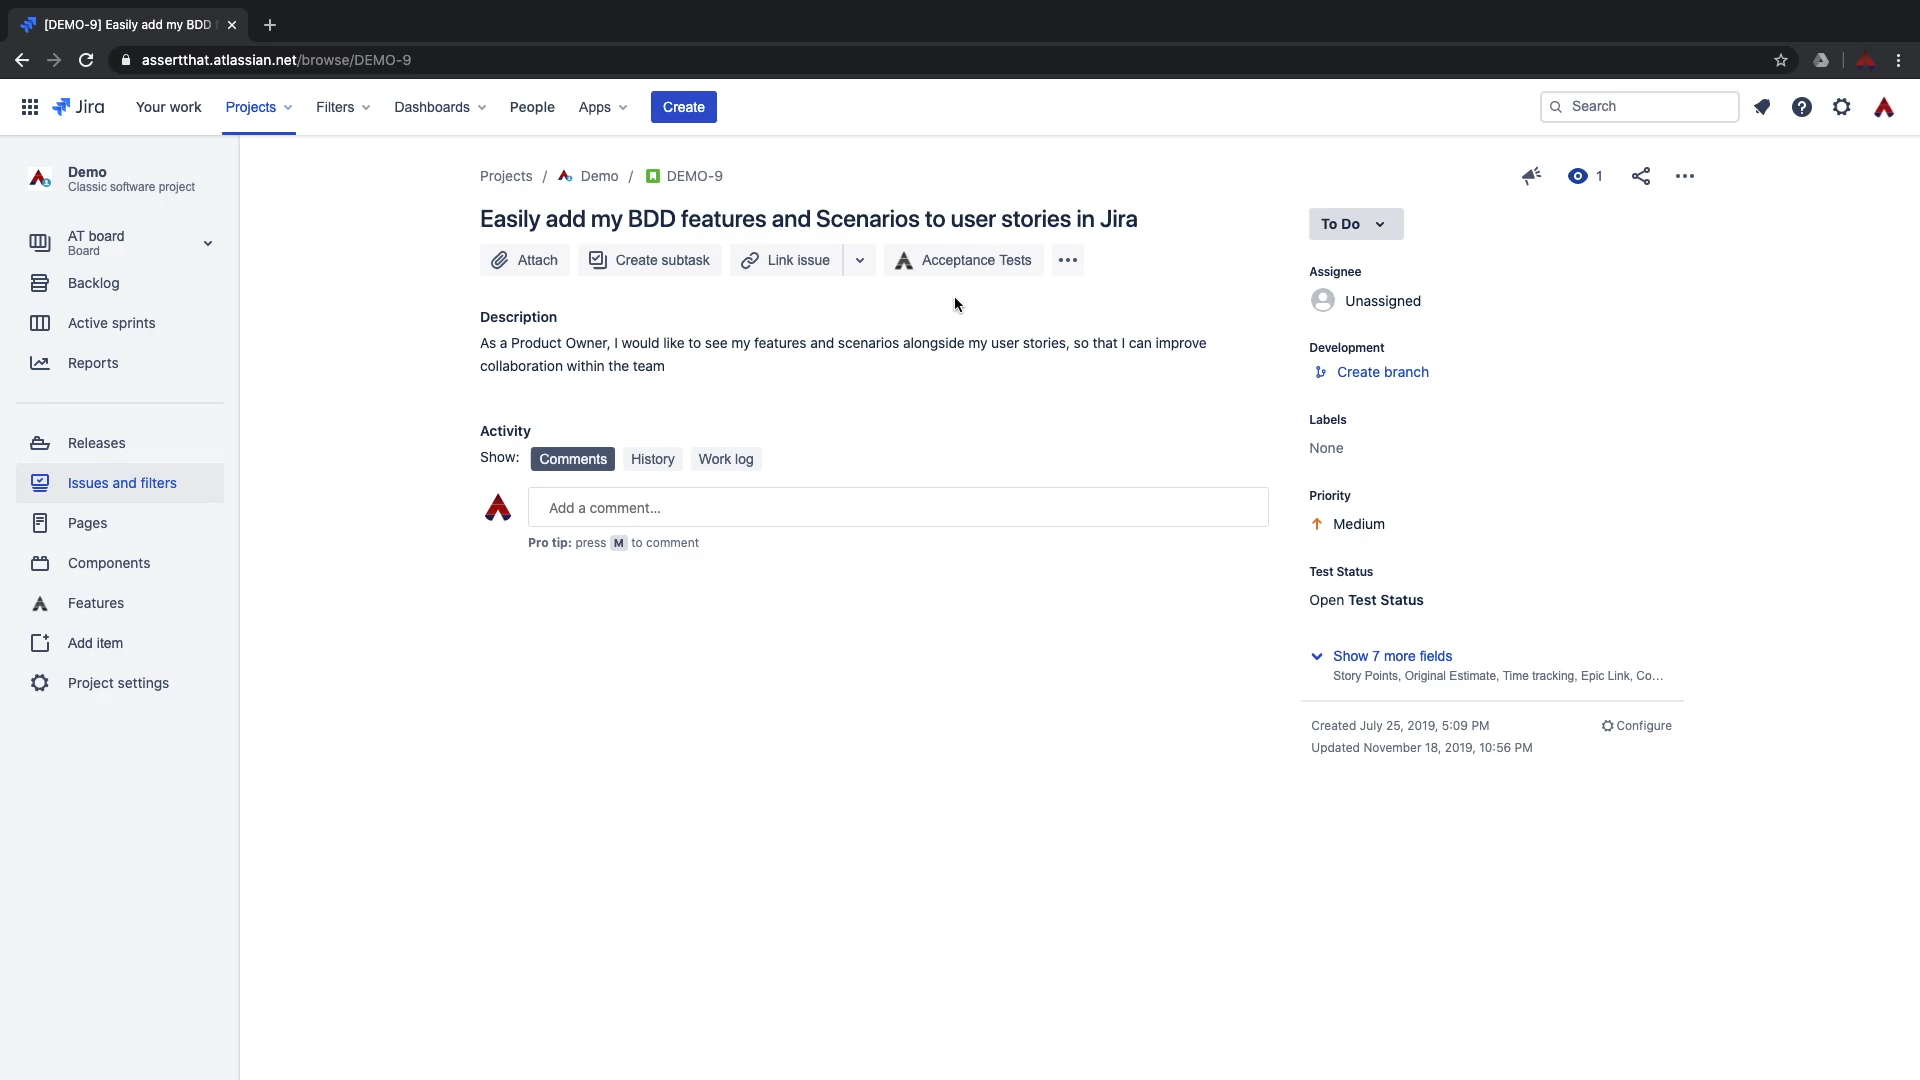 [DEMO-9] Easily add my BDD
assertthat.atlassian.net/browse/DEMO-9
Jira Your work Projects Filters Dashboards People Apps Create Search
Demo
Classic software project
AT board
Board
Backlog
Active sprints
Reports
Releases
Issues and filters
Pages
Components
Features
Add item
Project settings
Projects / Demo / DEMO-9
Easily add my BDD features and Scenarios to user stories in Jira
Attach Create subtask Link issue Acceptance Tests
Description
As a Product Owner, I would like to see my features and scenarios alongside my user stories, so that I can improve
collaboration within the team
Activity
Show: Comments History Work log
Add a comment...
Pro tip: press M to comment
1
To Do
Assignee
Unassigned
Development
Create branch
Labels
None
Priority
Medium
Test Status
Open Test Status
Show 7 more fields
Story Points, Original Estimate, Time tracking, Epic Link, Co...
Created July 25, 2019, 5:09 PM Configure
Updated November 18, 2019, 10:56 PM